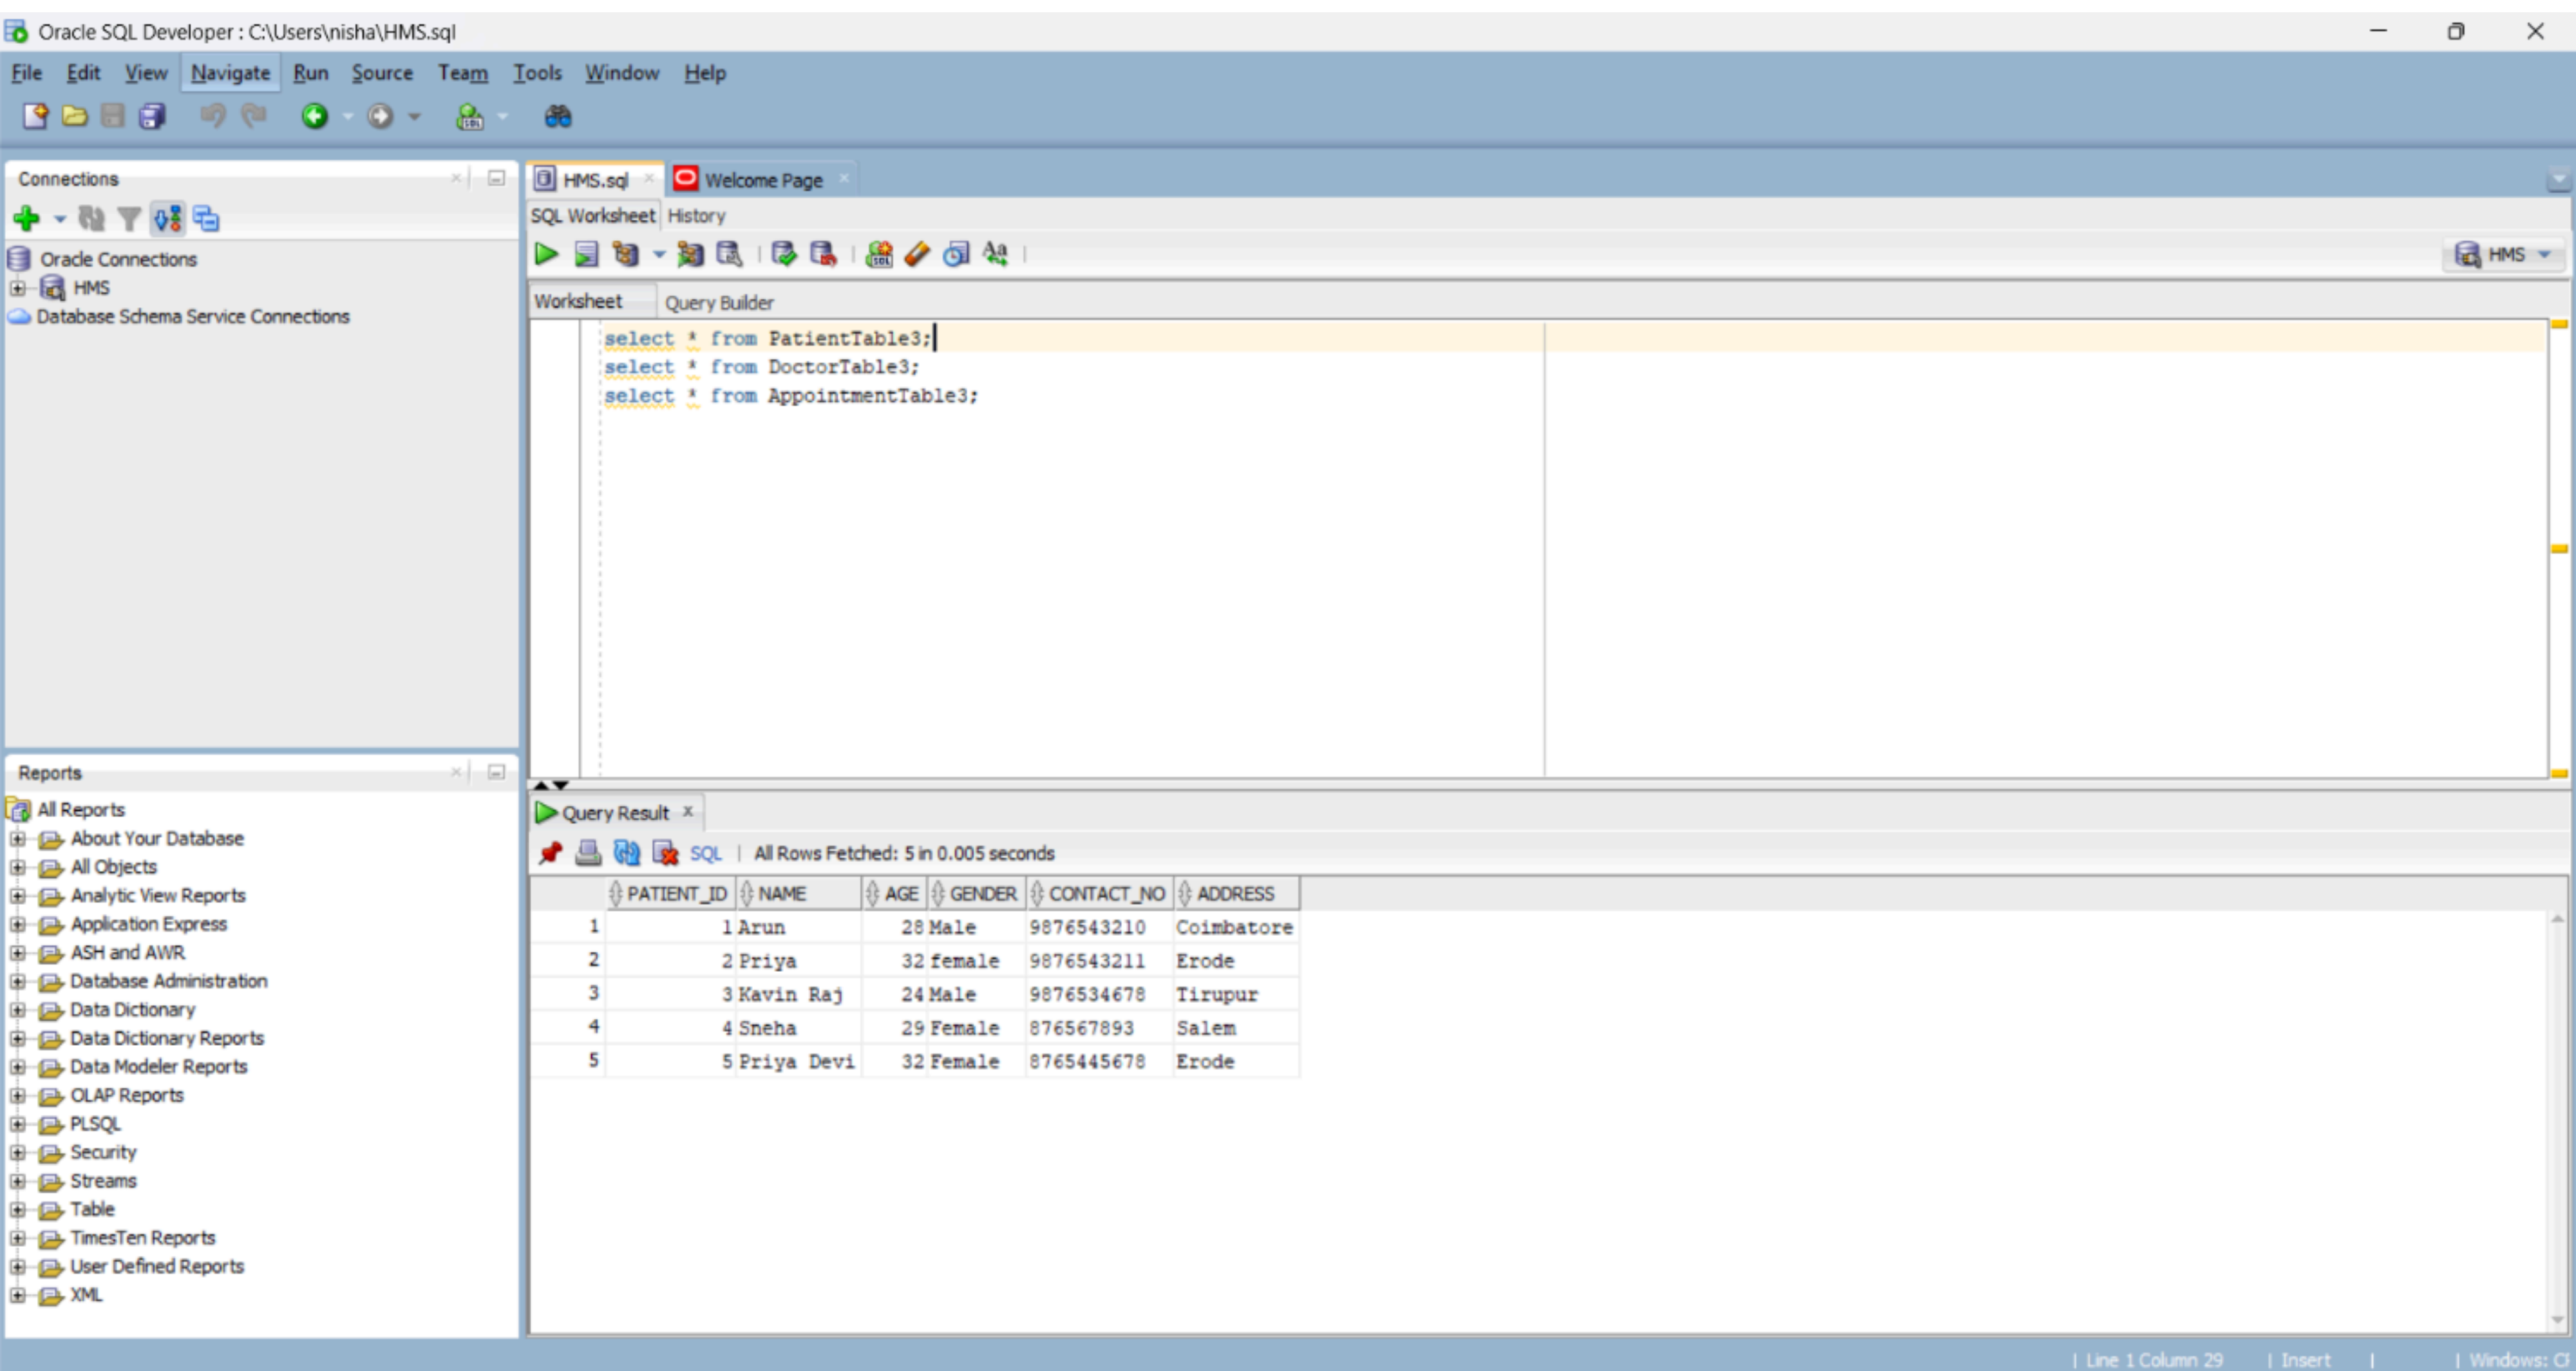 Oracle SQL Developer : C:\Users\nisha\HMS.sql
File Edit View Navigate Run Source Team Tools Window Help
Connections
Oracle Connections
HMS
Database Schema Service Connections
Reports
All Reports
About Your Database
All Objects
Analytic View Reports
Application Express
ASH and AWR
Database Administration
Data Dictionary
Data Dictionary Reports
Data Modeler Reports
OLAP Reports
PLSQL
Security
Streams
Table
TimesTen Reports
User Defined Reports
XML
HMS.sql Welcome Page
SQL Worksheet History
HMS
Worksheet Query Builder
select * from PatientTable3;
select * from DoctorTable3;
select * from AppointmentTable3;
Query Result
SQL | All Rows Fetched: 5 in 0.005 seconds
PATIENT_ID NAME AGE GENDER CONTACT_NO ADDRESS
1 1 Arun 28 Male 9876543210 Coimbatore
2 2 Priya 32 female 9876543211 Erode
3 3 Kavin Raj 24 Male 9876534678 Tirupur
4 4 Sneha 29 Female 876567893 Salem
5 5 Priya Devi 32 Female 8765445678 Erode
| Line 1 Column 29 | Insert | | Windows: